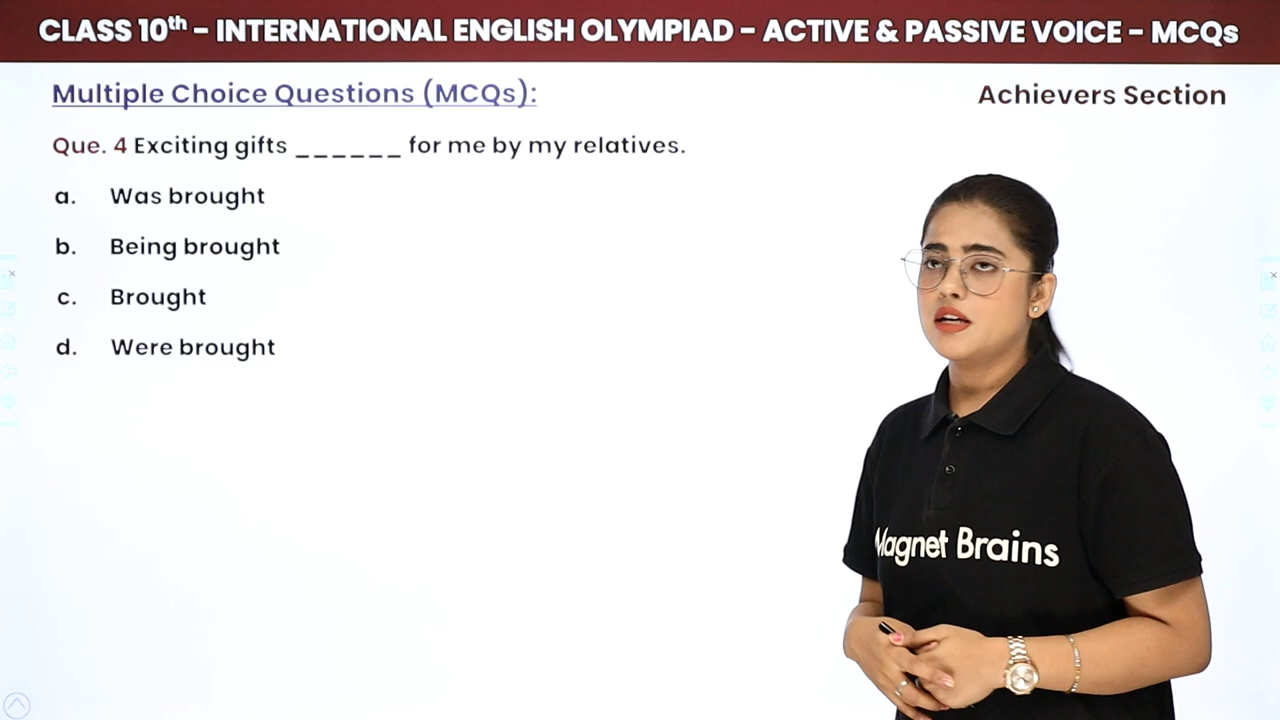 CLASS 10th - INTERNATIONAL ENGLISH OLYMPIAD - ACTIVE & PASSIVE VOICE - MCQs
Multiple Choice Questions (MCQs):
Achievers Section
Que. 4 Exciting gifts ______ for me by my relatives.
a. Was brought
b. Being brought
c. Brought
d. Were brought
Magnet Brains